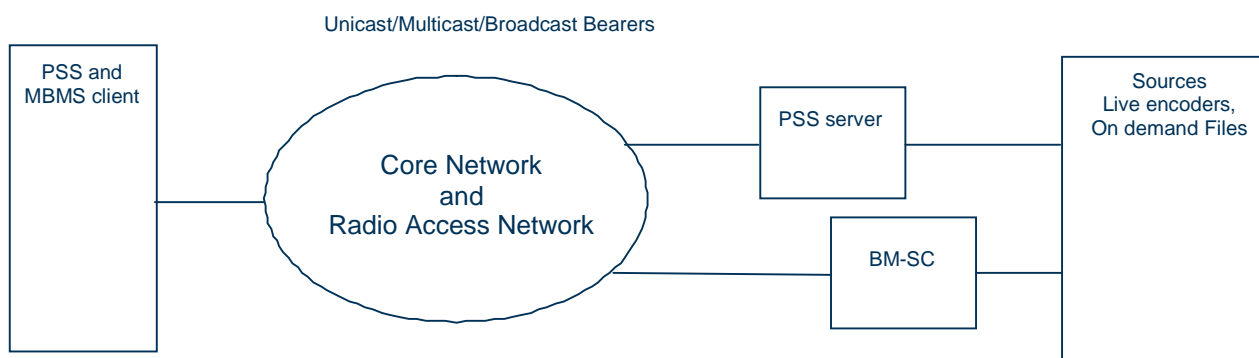 Unicast/Multicast/Broadcast Bearers
PSS and
MBMS client
Core Network
and
Radio Access Network
PSS server
BM-SC
Sources
Live encoders,
On demand Files